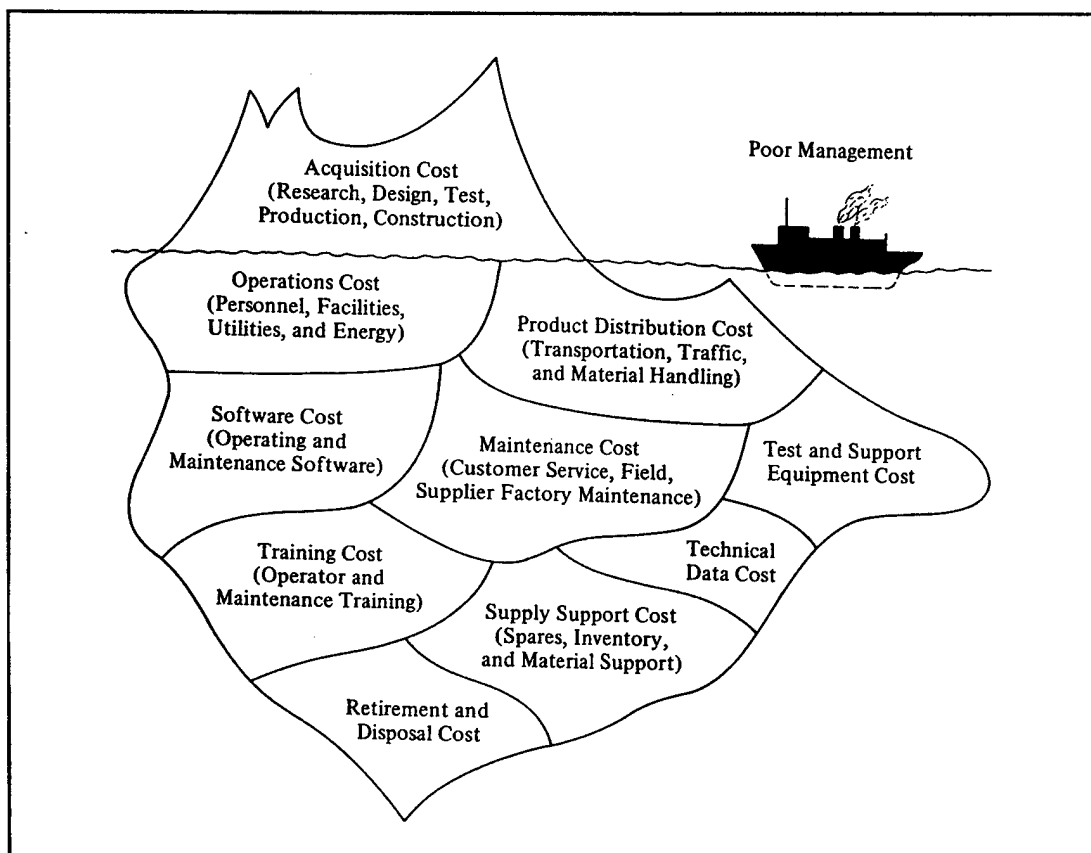 Poor Management
Acquisition Cost
(Research, Design, Test,
Production, Construction)
Operations Cost
(Personnel, Facilities,
Utilities, and Energy)
Product Distribution Cost
(Transportation, Traffic,
and Material Handling)
Software Cost
(Operating and
Maintenance Software)
Maintenance Cost
(Customer Service, Field,
Supplier Factory Maintenance)
Test and Support
Equipment Cost
Training Cost
(Operator and
Maintenance Training)
Technical
Data Cost
Supply Support Cost
(Spares, Inventory,
and Material Support)
Retirement and
Disposal Cost